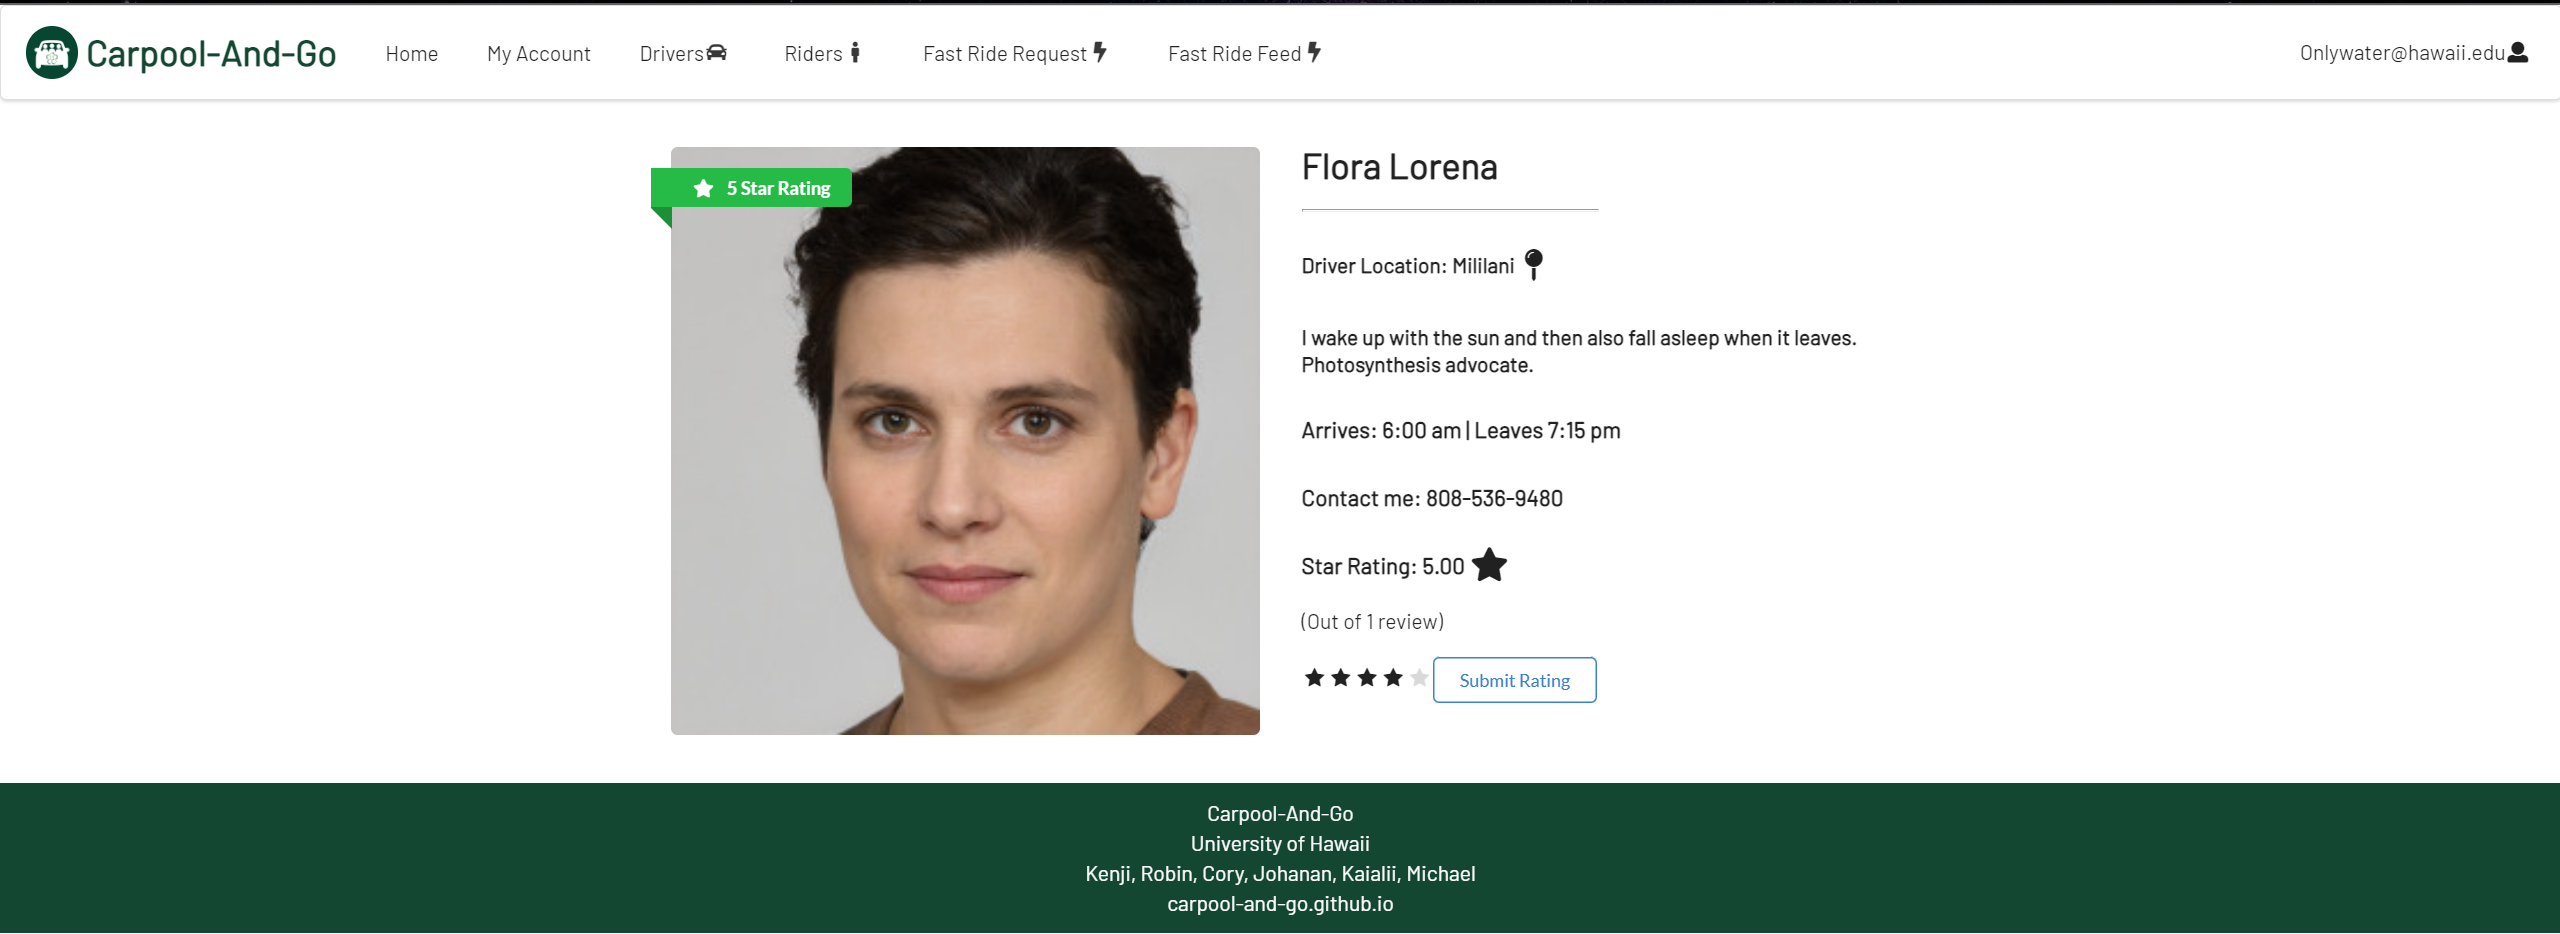 Carpool-And-Go
Home
My Account
Drivers
Riders
Fast Ride Request
Fast Ride Feed
Onlywater@hawaii.edu
5 Star Rating
Flora Lorena
Driver Location: Mililani
I wake up with the sun and then also fall asleep when it leaves.
Photosynthesis advocate.
Arrives: 6:00 am | Leaves 7:15 pm
Contact me: 808-536-9480
Star Rating: 5.00
(Out of 1 review)
Submit Rating
Carpool-And-Go
University of Hawaii
Kenji, Robin, Cory, Johanan, Kaialii, Michael
carpool-and-go.github.io